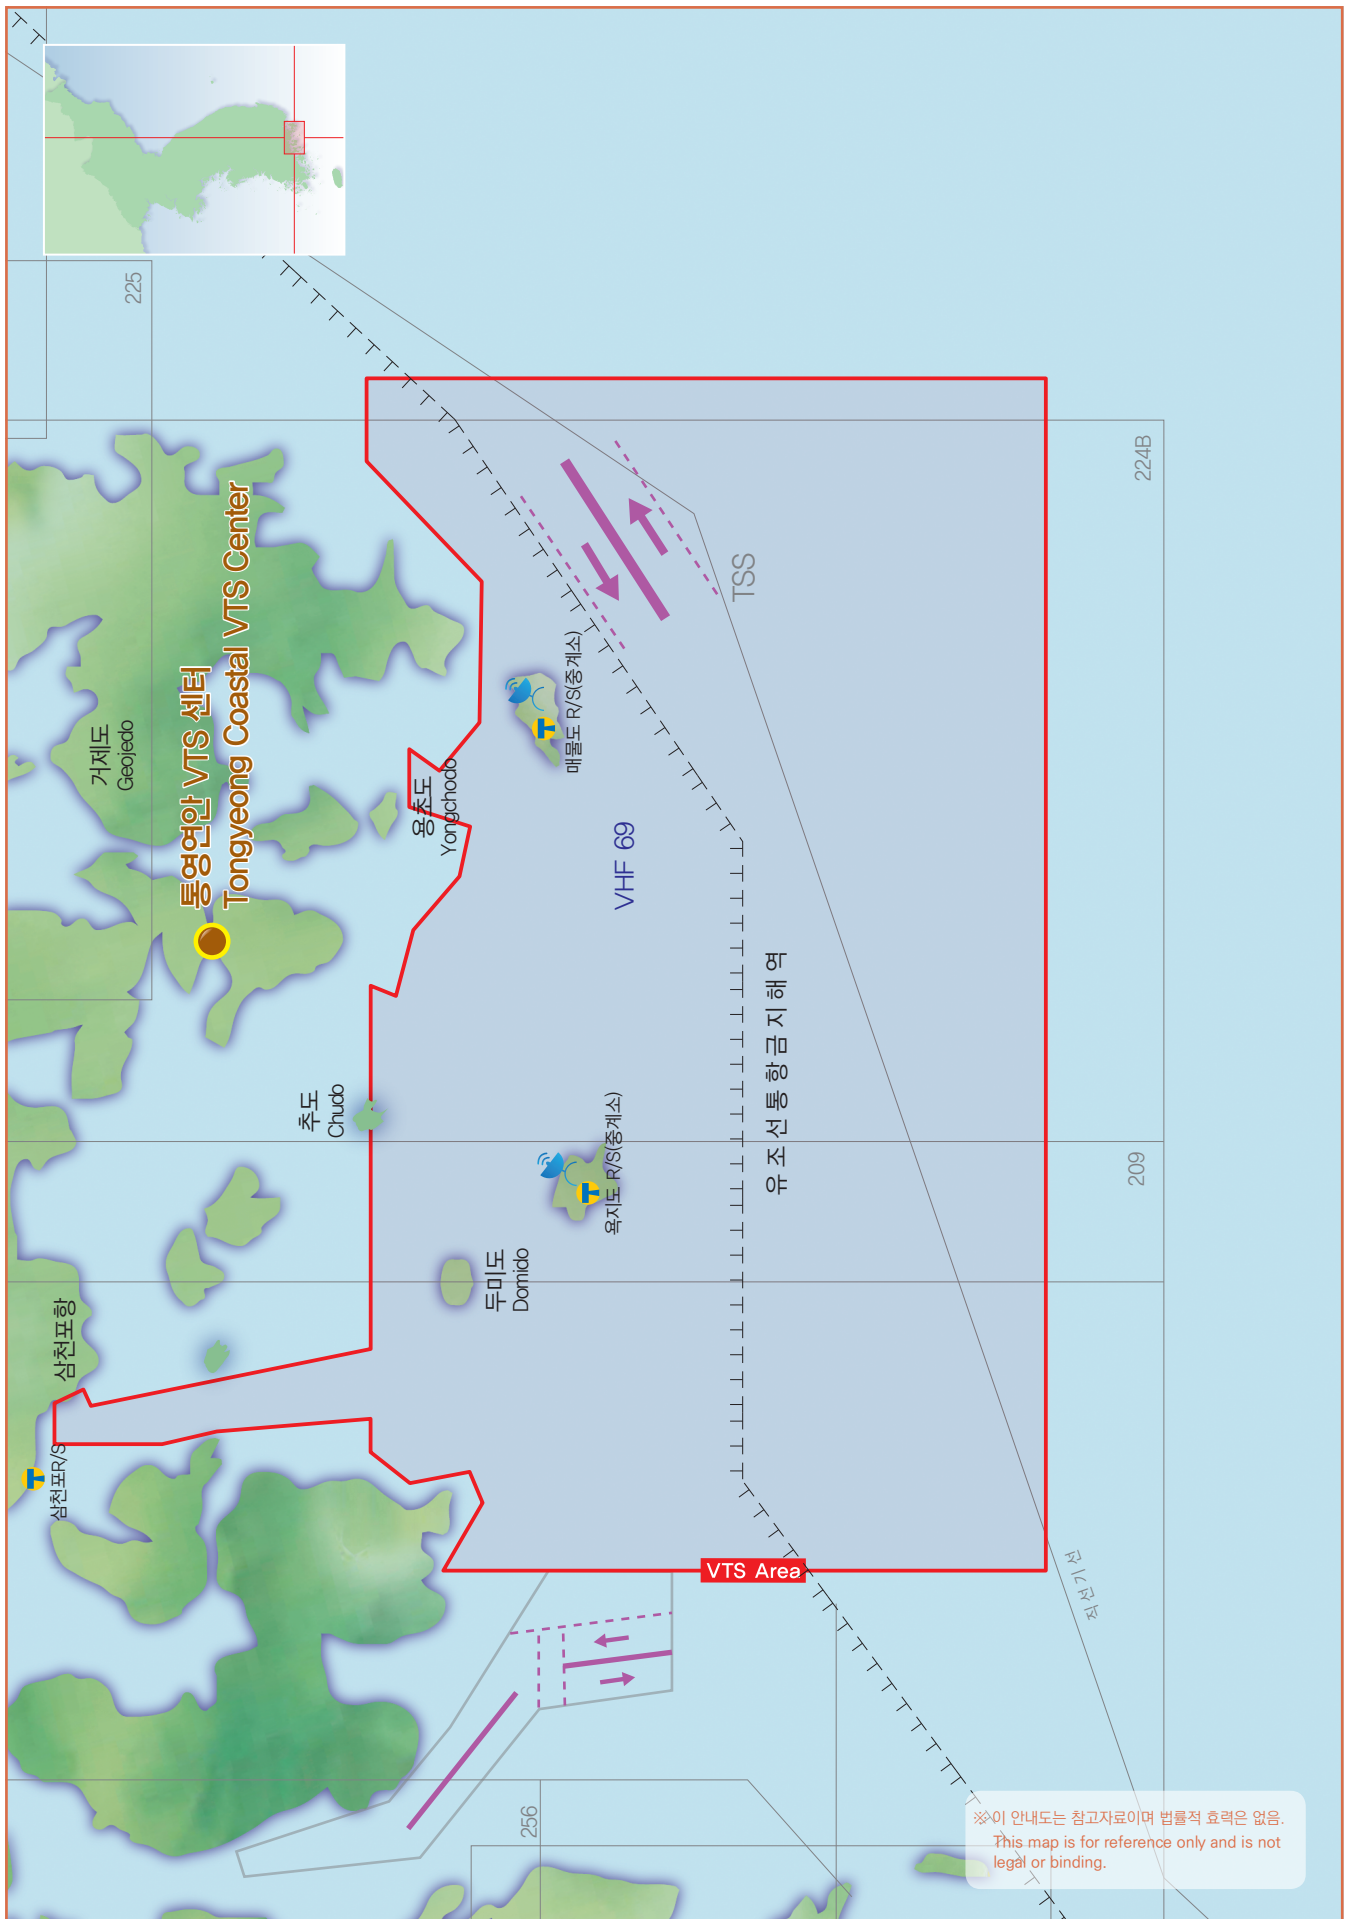 225
224B
통영연안 VTS 센터
Tongyeong Coastal VTS Center
거제도
Geojedo
TSS
매물도 R/S(중계소)
용초도
Yongchodo
VHF 69
유조선통항금지해역
추도
Chudo
욕지도 R/S(중계소)
209
두미도
Domido
삼천포항
삼천포R/S
VTS Area
직선기선
256
※ 이 안내도는 참고자료이며 법률적 효력은 없음.
This map is for reference only and is not
legal or binding.